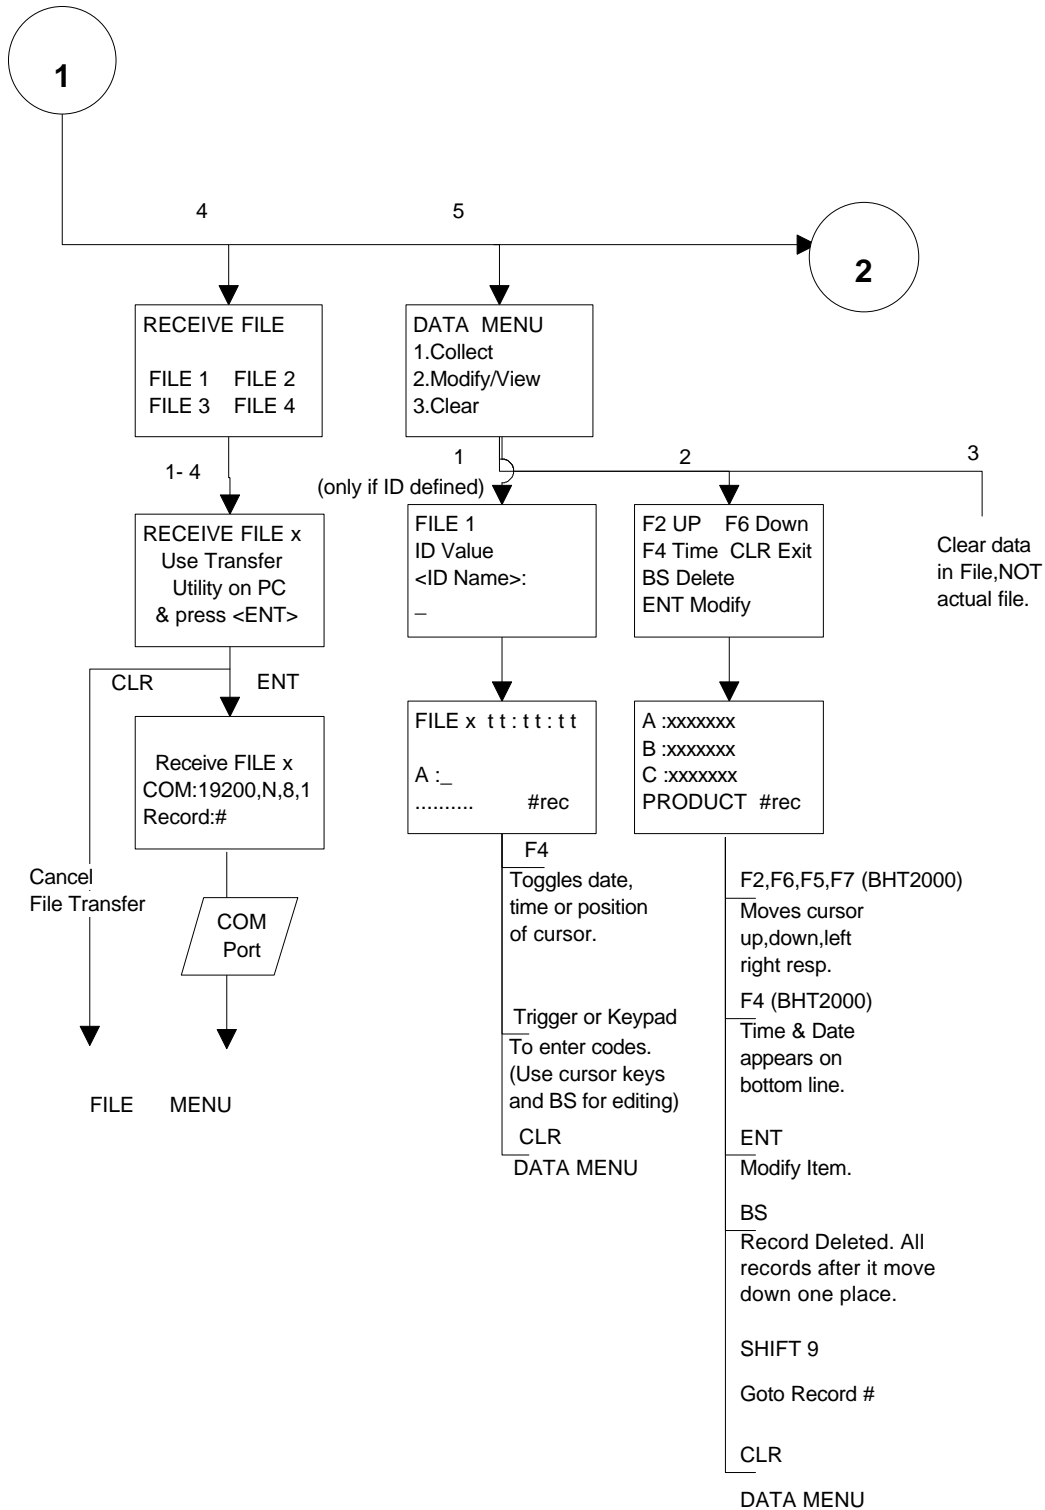 1
4
5
2
RECEIVE FILE
FILE 1 FILE 2
FILE 3 FILE 4
DATA MENU
1.Collect
2.Modify/View
3.Clear
1- 4
1
(only if ID defined)
2
3
RECEIVE FILE x
Use Transfer
Utility on PC
& press <ENT>
FILE 1
ID Value
<ID Name>:
_
F2 UP F6 Down
F4 Time CLR Exit
BS Delete
ENT Modify
Clear data
in File,NOT
actual file.
CLR
ENT
Receive FILE x
COM:19200,N,8,1
Record:#
FILE x t t : t t : t t
A :_
.......... #rec
A :xxxxxxx
B :xxxxxxx
C :xxxxxxx
PRODUCT #rec
Cancel
File Transfer
COM
Port
FILE MENU
F4
Toggles date,
time or position
of cursor.
Trigger or Keypad
To enter codes.
(Use cursor keys
and BS for editing)
CLR
DATA MENU
F2,F6,F5,F7 (BHT2000)
Moves cursor
up,down,left
right resp.
F4 (BHT2000)
Time & Date
appears on
bottom line.
ENT
Modify Item.
BS
Record Deleted. All
records after it move
down one place.
SHIFT 9
Goto Record #
CLR
DATA MENU